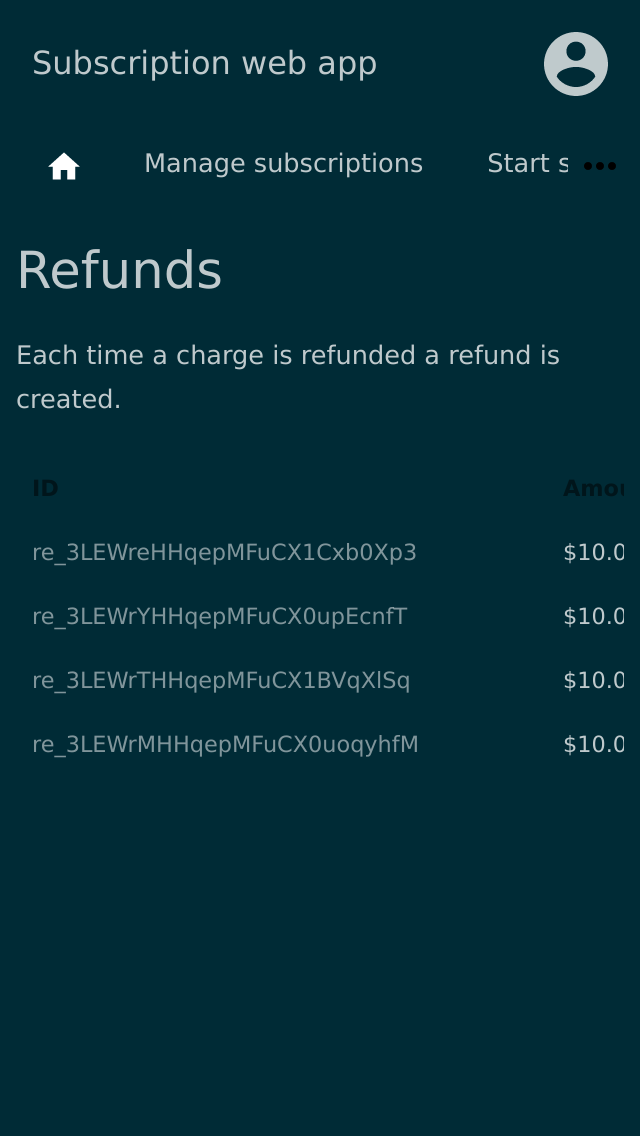 Subscription web app
Manage subscriptions Start s
Refunds
Each time a charge is refunded a refund is
created.
ID Amou
re_3LEWreHHqepMFuCX1Cxb0Xp3 $10.0
re_3LEWrYHHqepMFuCX0upEcnfT $10.0
re_3LEWrTHHqepMFuCX1BVqXlSq $10.0
re_3LEWrMHHqepMFuCX0uoqyhfM $10.0